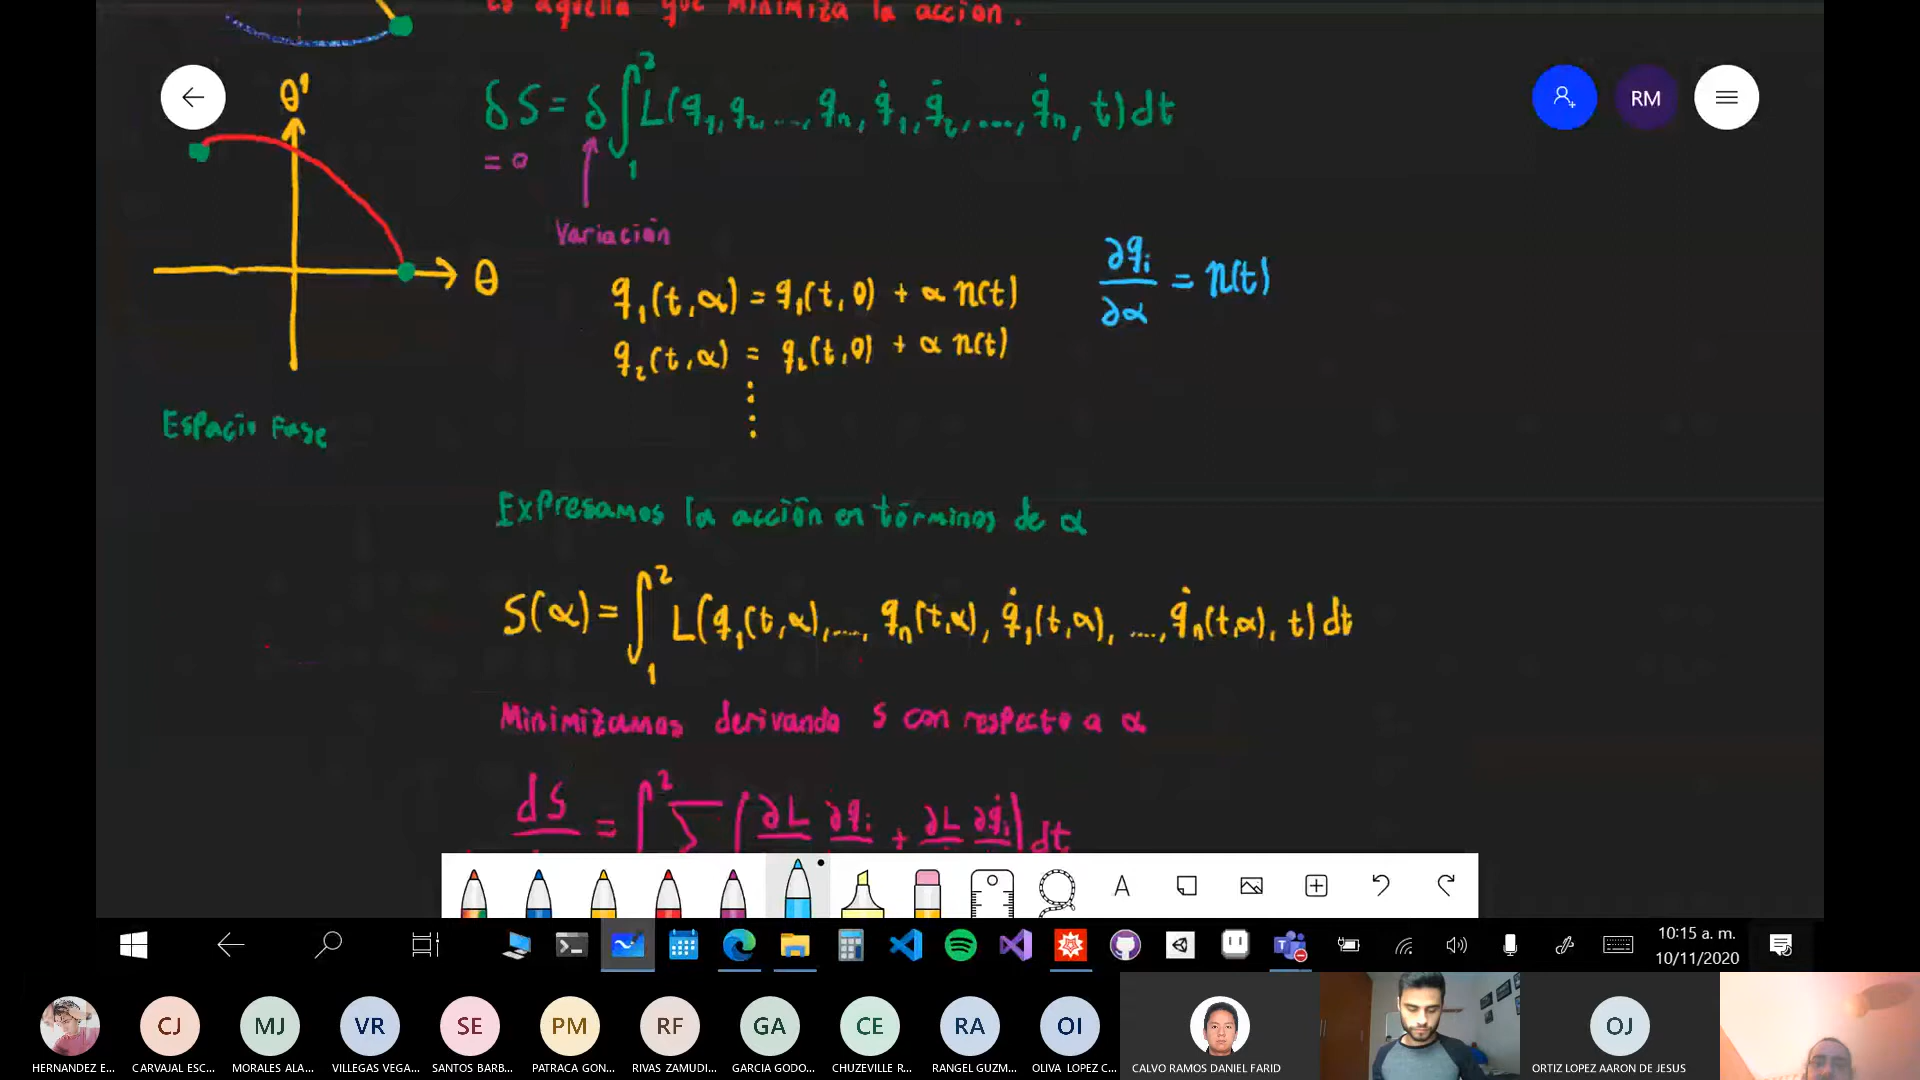 es aquella que minimiza la acción.
θ'
δS = δ∫₁² L(q₁, q₂, ..., qₙ, q̇₁, q̇₂, ..., q̇ₙ, t) dt
= 0
Variación
θ
q₁(t,α) = q₁(t,0) + α η(t)
q₂(t,α) = q₂(t,0) + α η(t)
∂qᵢ/∂α = η(t)
Espacio Fase
Expresamos la acción en términos de α
S(α) = ∫₁² L(q₁(t,α), ..., qₙ(t,α), q̇₁(t,α), ..., q̇ₙ(t,α), t) dt
Minimizamos derivando S con respecto a α
dS = ∫² Σ (∂L ∂qᵢ + ∂L ∂q̇ᵢ) dt
RM
A
10:15 a. m.
10/11/2020
CJ MJ VR SE PM RF GA CE RA OI OJ
HERNANDEZ E... CARVAJAL ESC... MORALES ALA... VILLEGAS VEGA... SANTOS BARB... PATRACA GON... RIVAS ZAMUDI... GARCIA GODO... CHUZEVILLE R... RANGEL GUZM... OLIVA LOPEZ C... CALVO RAMOS DANIEL FARID ORTIZ LOPEZ AARON DE JESUS